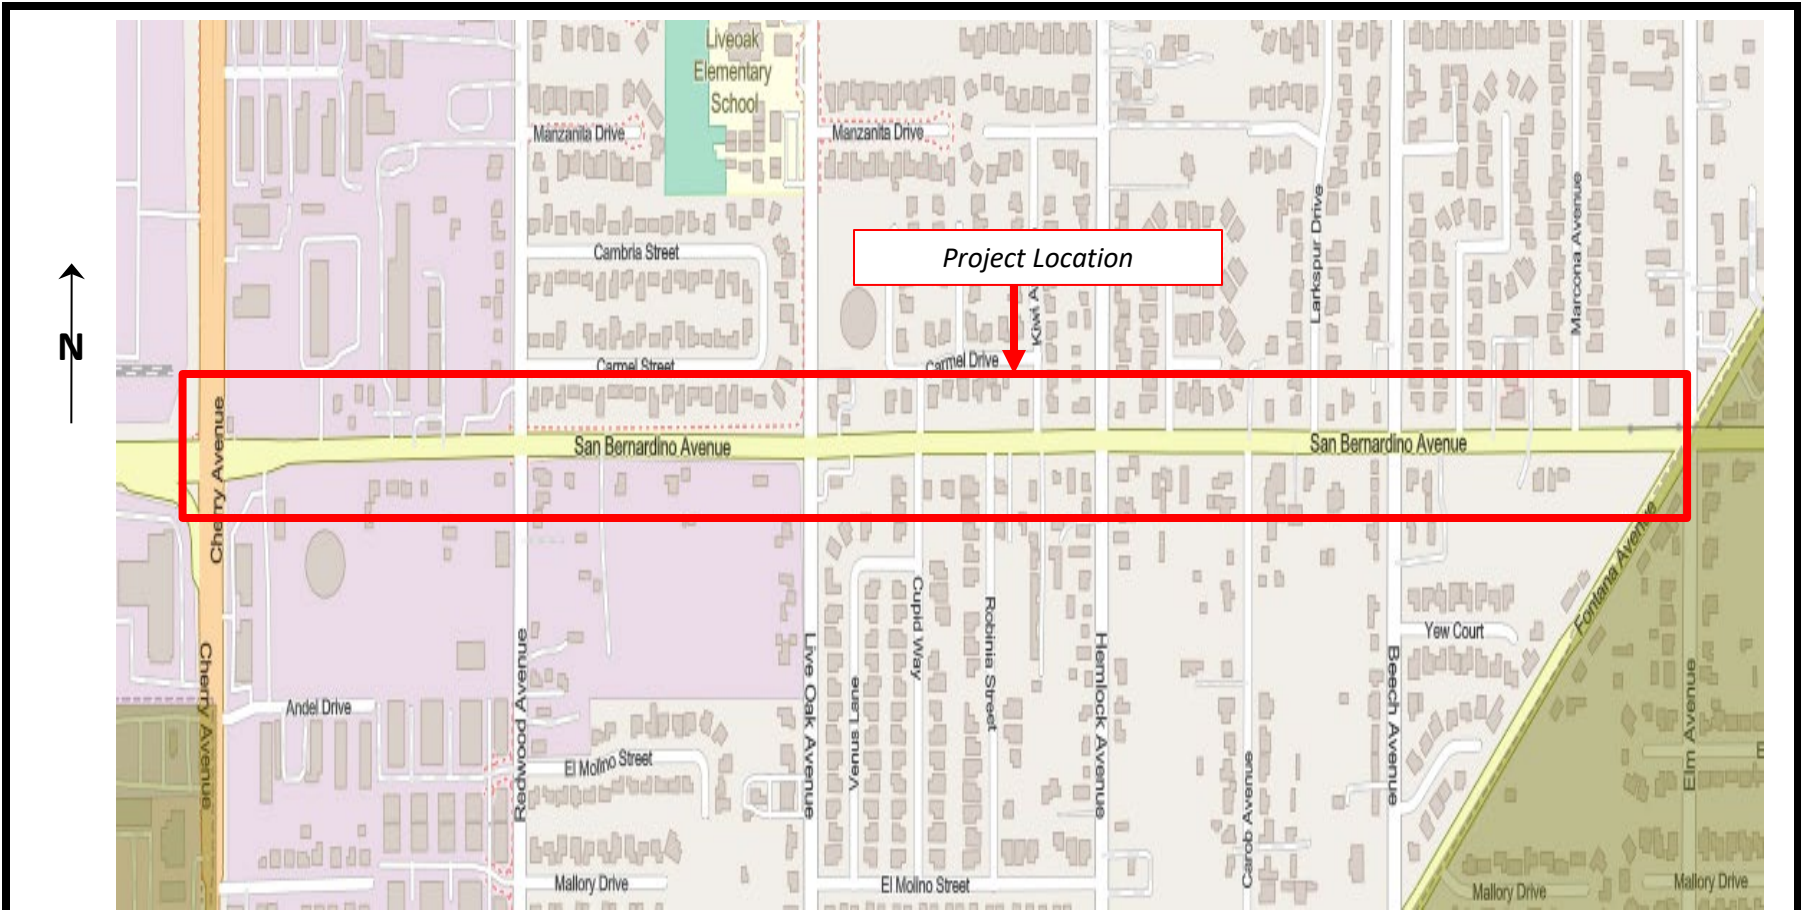 Liveoak
Elementary
School
Manzanita Drive
Manzanita Drive
Larkspur Drive
Marcona Avenue
Cambria Street
Project Location
Kiwi A
N
Carmel Street
Carmel Drive
Cherry Avenue
San Bernardino Avenue
San Bernardino Avenue
Fontana Avenue
Cherry Avenue
Redwood Avenue
Live Oak Avenue
Venus Lane
Cupid Way
Robinia Street
Hemlock Avenue
Carob Avenue
Beech Avenue
Yew Court
Elm Avenue
Andel Drive
El Molino Street
E
Mallory Drive
El Molino Street
Mallory Drive
Mallory Drive